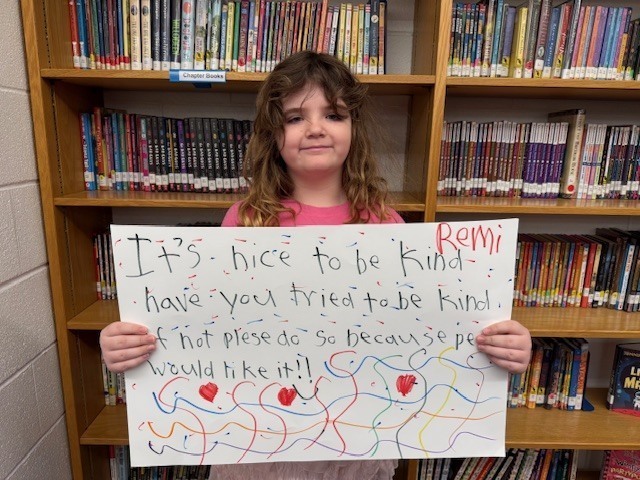 Chapter Books
Remi
It's nice to be kind
have you tried to be kind.
f not plese do so because pe
would like it!!